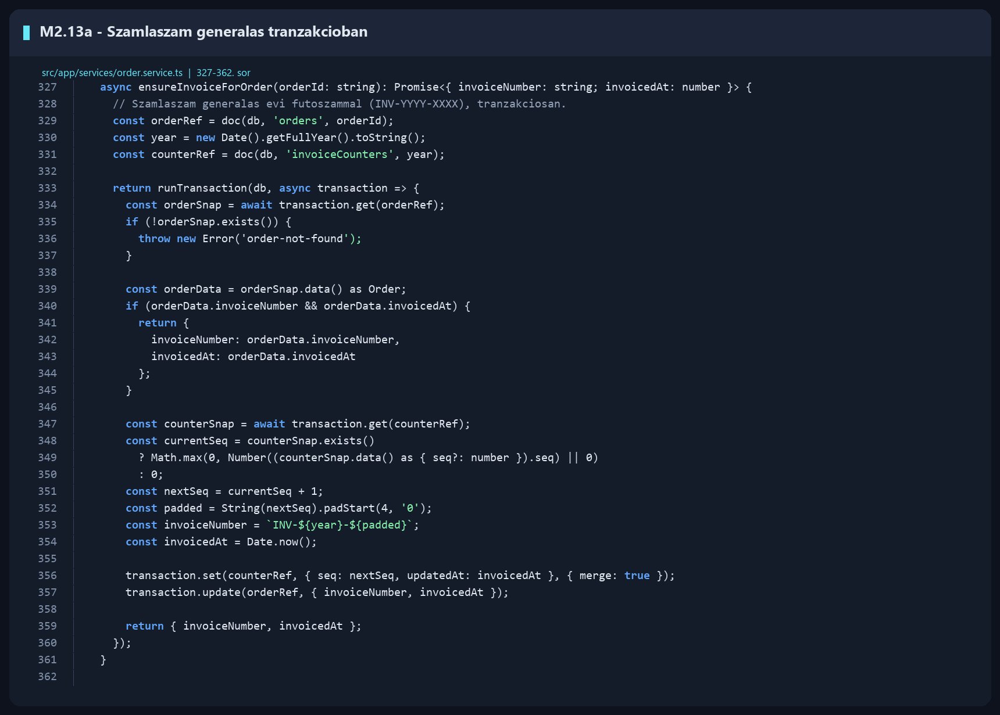 M2.13a - Szamlaszam generalas tranzakcioban
src/app/services/order.service.ts | 327-362. sor
327 async ensureInvoiceForOrder(orderId: string): Promise<{ invoiceNumber: string; invoicedAt: number }> {
328 // Szamlaszam generalas evi futoszammal (INV-YYYY-XXXX), tranzakciosan.
329 const orderRef = doc(db, 'orders', orderId);
330 const year = new Date().getFullYear().toString();
331 const counterRef = doc(db, 'invoiceCounters', year);
332
333 return runTransaction(db, async transaction => {
334 const orderSnap = await transaction.get(orderRef);
335 if (!orderSnap.exists()) {
336 throw new Error('order-not-found');
337 }
338
339 const orderData = orderSnap.data() as Order;
340 if (orderData.invoiceNumber && orderData.invoicedAt) {
341 return {
342 invoiceNumber: orderData.invoiceNumber,
343 invoicedAt: orderData.invoicedAt
344 };
345 }
346
347 const counterSnap = await transaction.get(counterRef);
348 const currentSeq = counterSnap.exists()
349 ? Math.max(0, Number((counterSnap.data() as { seq?: number }).seq) || 0)
350 : 0;
351 const nextSeq = currentSeq + 1;
352 const padded = String(nextSeq).padStart(4, '0');
353 const invoiceNumber = `INV-${year}-${padded}`;
354 const invoicedAt = Date.now();
355
356 transaction.set(counterRef, { seq: nextSeq, updatedAt: invoicedAt }, { merge: true });
357 transaction.update(orderRef, { invoiceNumber, invoicedAt });
358
359 return { invoiceNumber, invoicedAt };
360 });
361 }
362